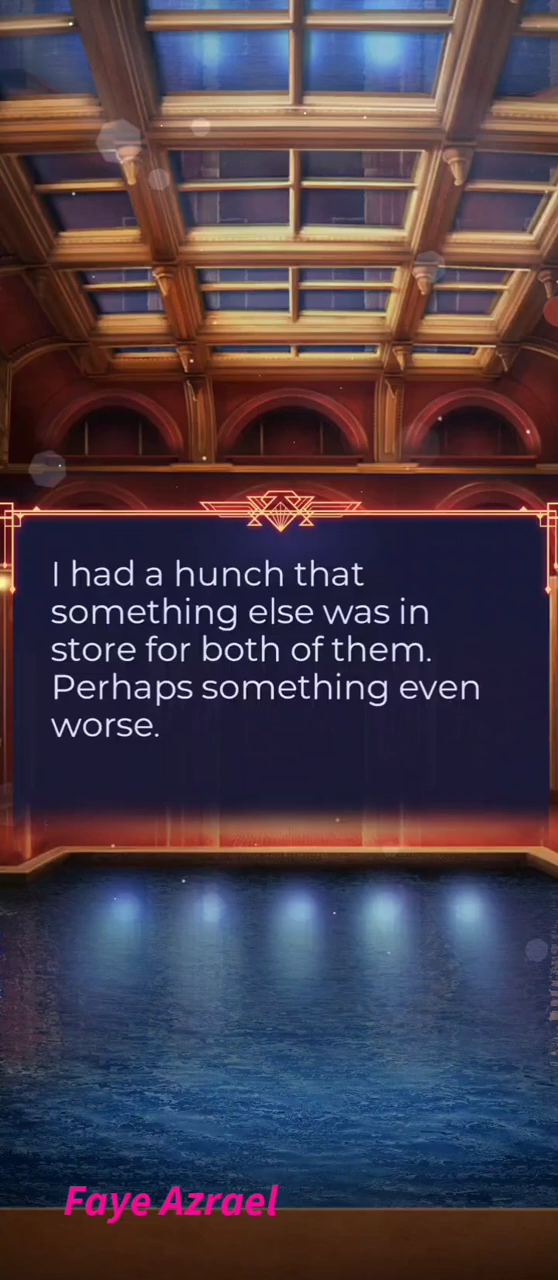 I had a hunch that
something else was in
store for both of them.
Perhaps something even
worse.
Faye Azrael